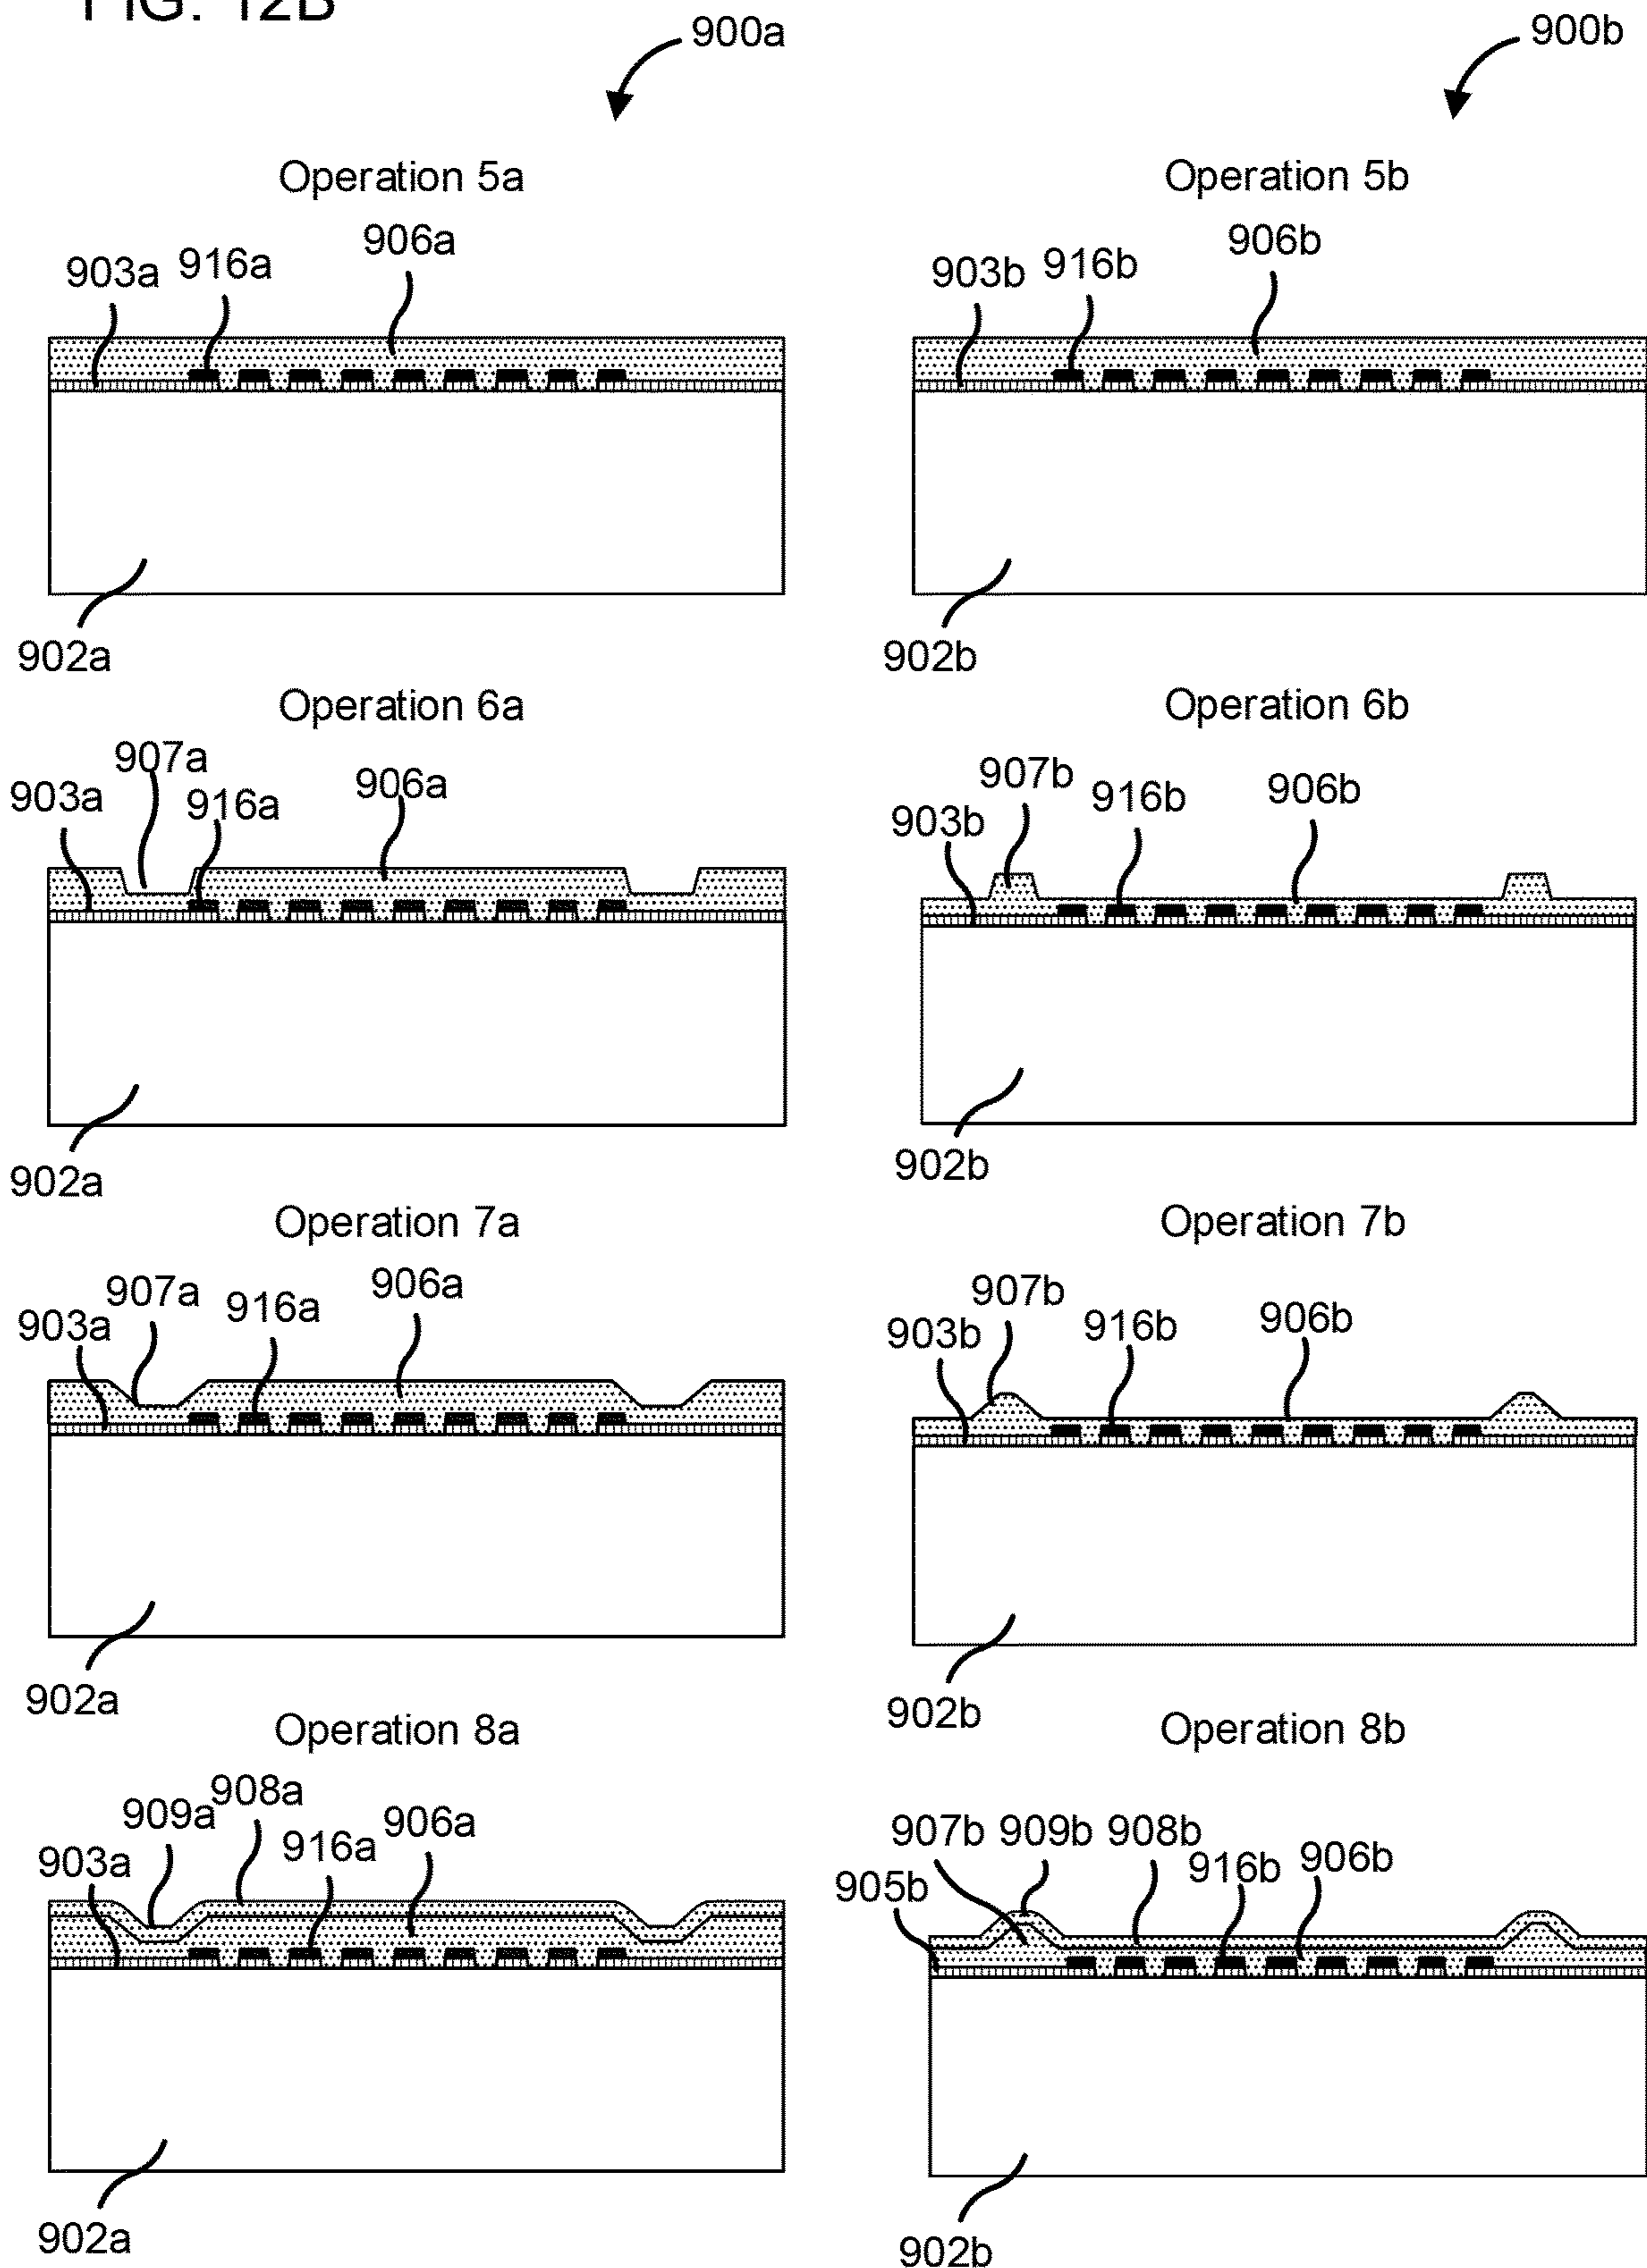 FIG. 12B
900a
900b
Operation 5a
Operation 5b
906a
903a 916a
906b
903b 916b
902a
902b
Operation 6a
Operation 6b
907a
903a
916a
906a
907b
916b
906b
903b
902a
902b
Operation 7a
Operation 7b
907a
916a
906a
903a
907b
916b
906b
903b
902a
902b
Operation 8a
Operation 8b
908a
909a
916a
906a
903a
907b 909b 908b
916b 906b
905b
902a
902b